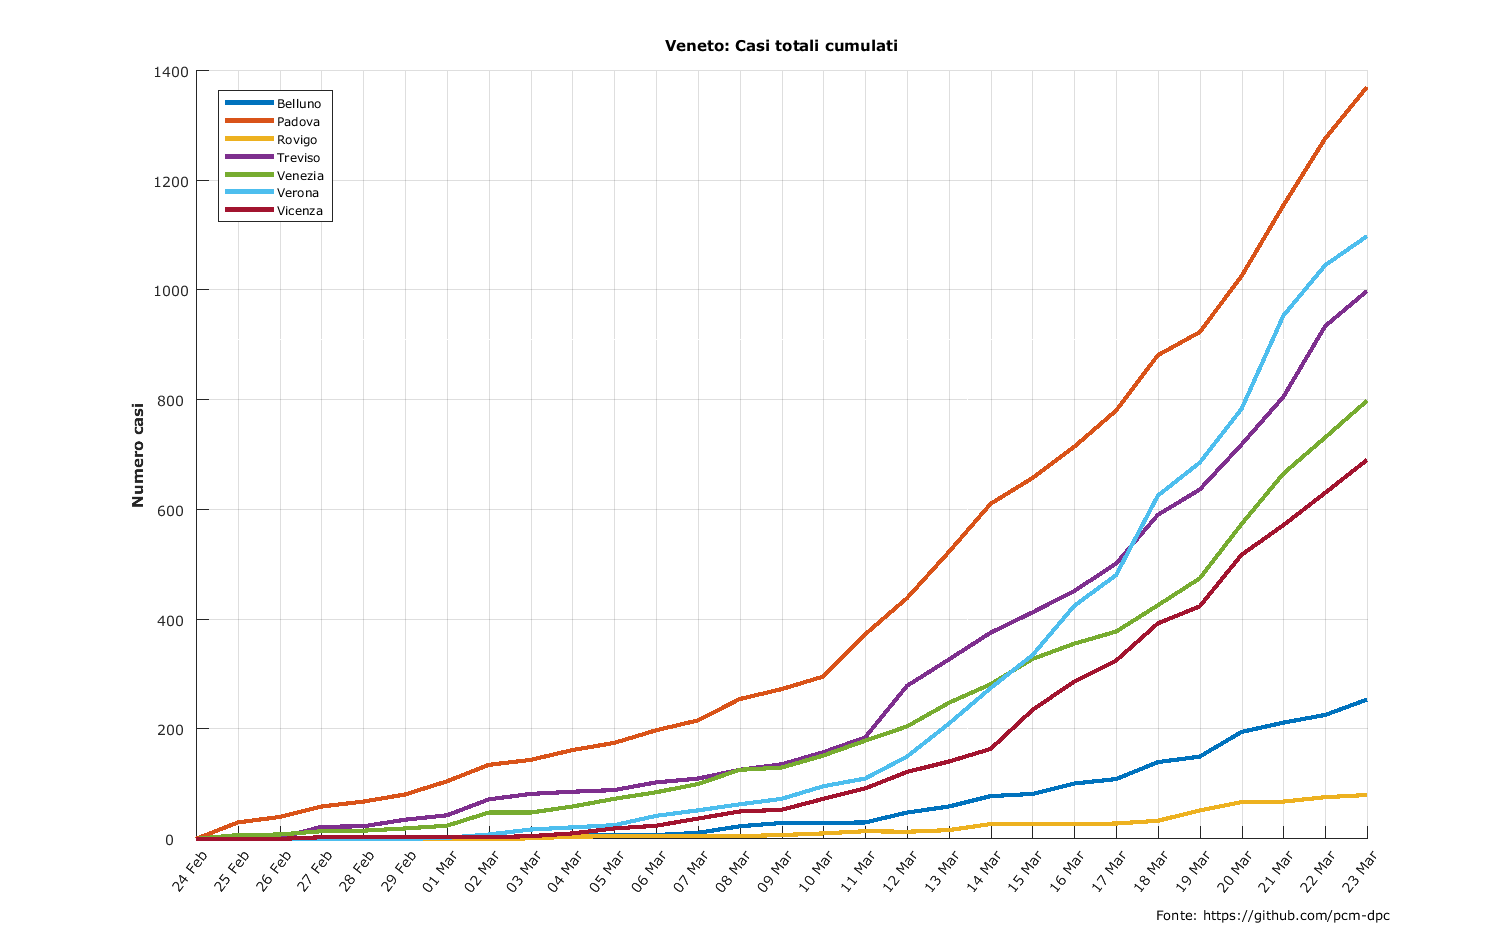 Veneto: Casi totali cumulati
1400
1200
1000
800
600
400
200
0
Numero casi
Belluno
Padova
Rovigo
Treviso
Venezia
Verona
Vicenza
24 Feb
25 Feb
26 Feb
27 Feb
28 Feb
29 Feb
01 Mar
02 Mar
03 Mar
04 Mar
05 Mar
06 Mar
07 Mar
08 Mar
09 Mar
10 Mar
11 Mar
12 Mar
13 Mar
14 Mar
15 Mar
16 Mar
17 Mar
18 Mar
19 Mar
20 Mar
21 Mar
22 Mar
23 Mar
Fonte: https://github.com/pcm-dpc